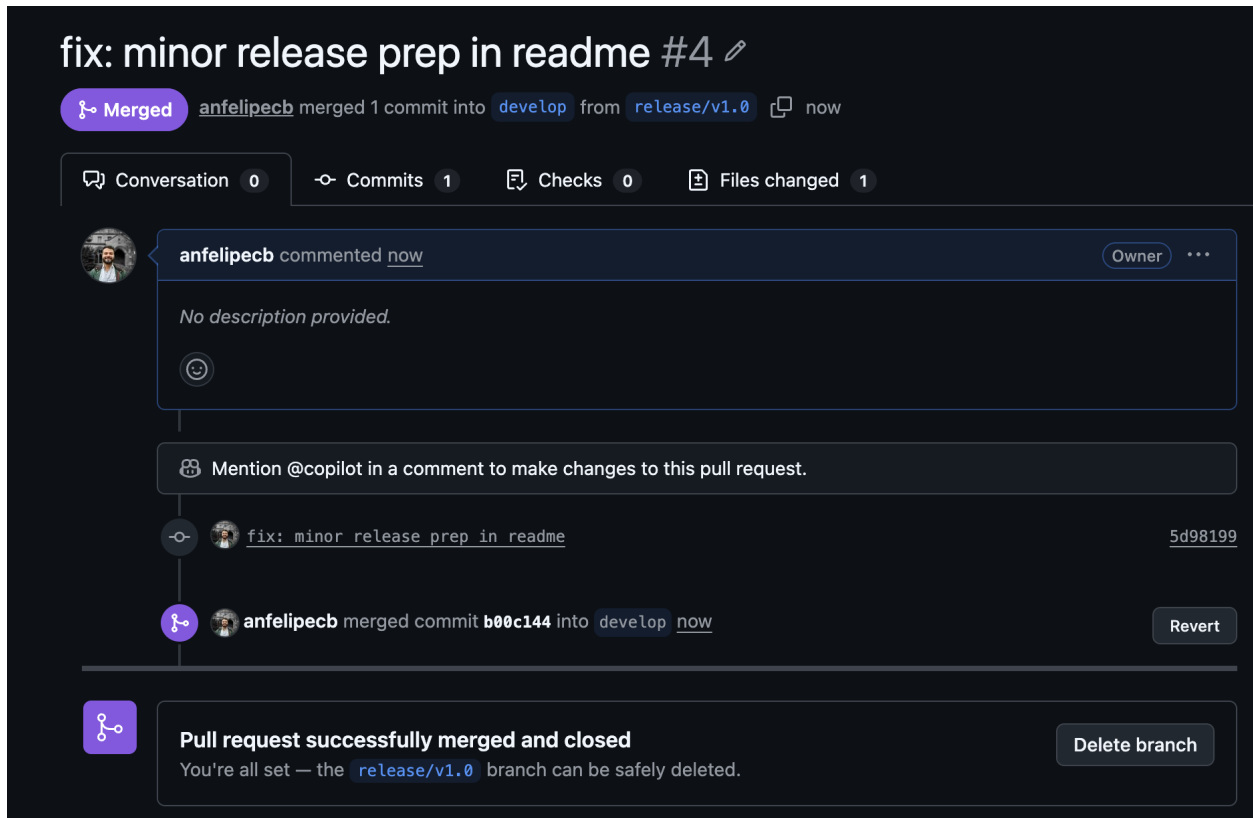 fix: minor release prep in readme #4
Merged anfelipecb merged 1 commit into develop from release/v1.0 now
Conversation 0 Commits 1 Checks 0 Files changed 1
anfelipecb commented now Owner
No description provided.
Mention @copilot in a comment to make changes to this pull request.
fix: minor release prep in readme 5d98199
anfelipecb merged commit b00c144 into develop now Revert
Pull request successfully merged and closed
You're all set — the release/v1.0 branch can be safely deleted.
Delete branch